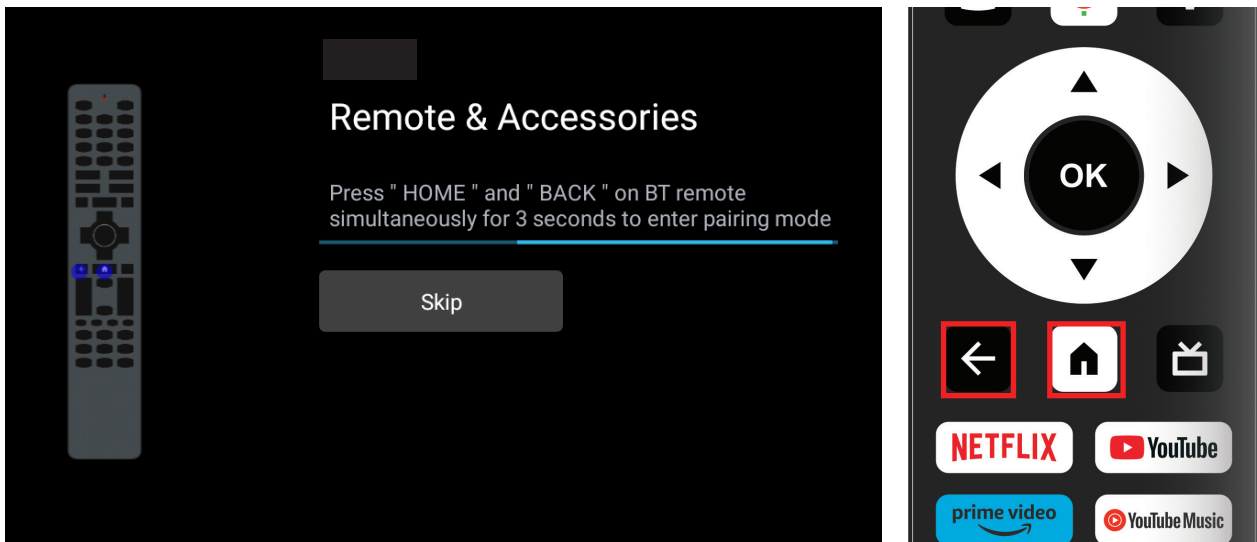 Remote & Accessories
Press " HOME " and " BACK " on BT remote
simultaneously for 3 seconds to enter pairing mode
Skip
OK
NETFLIX
YouTube
prime video
YouTube Music